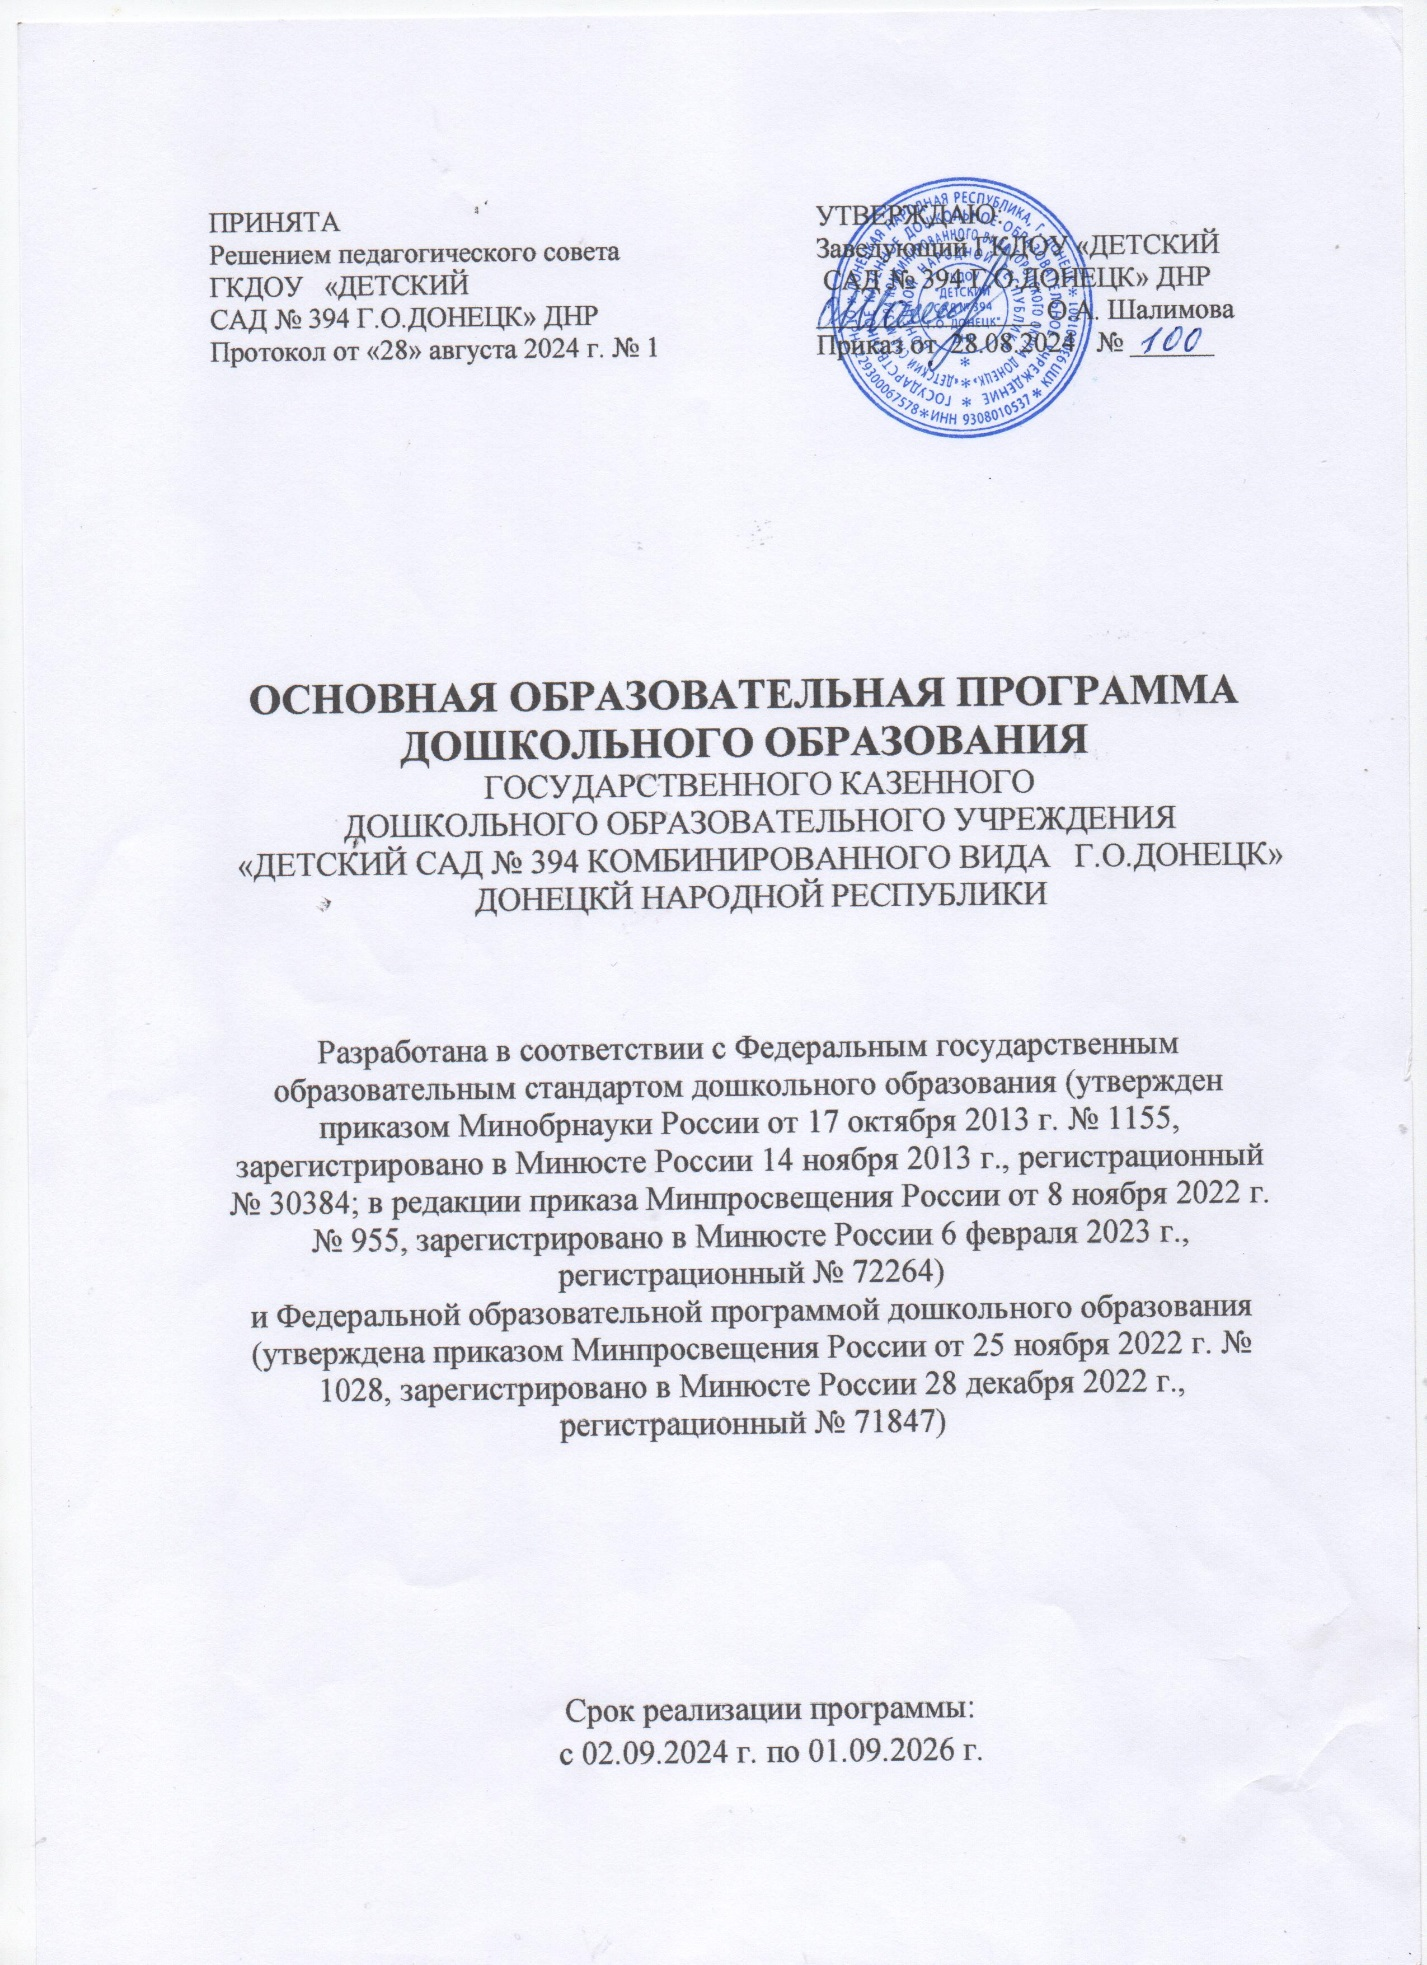 ПРИНЯТА
Решением педагогического совета
ГКДОУ «ДЕТСКИЙ
САД № 394 Г.О.ДОНЕЦК» ДНР
Протокол от «28» августа 2024 г. № 1
УТВЕРЖДАЮ:
Заведующий ГКДОУ «ДЕТСКИЙ
САД № 394 Г.О.ДОНЕЦК» ДНР
О.А. Шалимова
Приказ от 28.08.2024 № 100
ДОНЕЦКАЯ НАРОДНАЯ РЕСПУБЛИКА, Г. ДОНЕЦК
ИНН 9308010537
ОСНОВНАЯ ОБРАЗОВАТЕЛЬНАЯ ПРОГРАММА
ДОШКОЛЬНОГО ОБРАЗОВАНИЯ
ГОСУДАРСТВЕННОГО КАЗЕННОГО
ДОШКОЛЬНОГО ОБРАЗОВАТЕЛЬНОГО УЧРЕЖДЕНИЯ
«ДЕТСКИЙ САД № 394 КОМБИНИРОВАННОГО ВИДА Г.О.ДОНЕЦК»
ДОНЕЦКЙ НАРОДНОЙ РЕСПУБЛИКИ
Разработана в соответствии с Федеральным государственным
образовательным стандартом дошкольного образования (утвержден
приказом Минобрнауки России от 17 октября 2013 г. № 1155,
зарегистрировано в Минюсте России 14 ноября 2013 г., регистрационный
№ 30384; в редакции приказа Минпросвещения России от 8 ноября 2022 г.
№ 955, зарегистрировано в Минюсте России 6 февраля 2023 г.,
регистрационный № 72264)
и Федеральной образовательной программой дошкольного образования
(утверждена приказом Минпросвещения России от 25 ноября 2022 г. №
1028, зарегистрировано в Минюсте России 28 декабря 2022 г.,
регистрационный № 71847)
Срок реализации программы:
с 02.09.2024 г. по 01.09.2026 г.